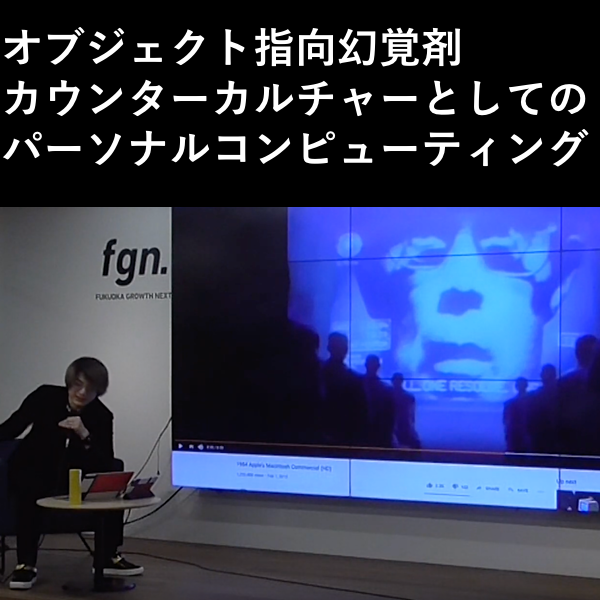 オブジェクト指向幻覚剤
カウンターカルチャーとしての
パーソナルコンピューティング
fgn.
FUKUOKA GROWTH NEXT
1984 Apple's Macintosh Commercial (HD)
SHARE
SAVE
Up next